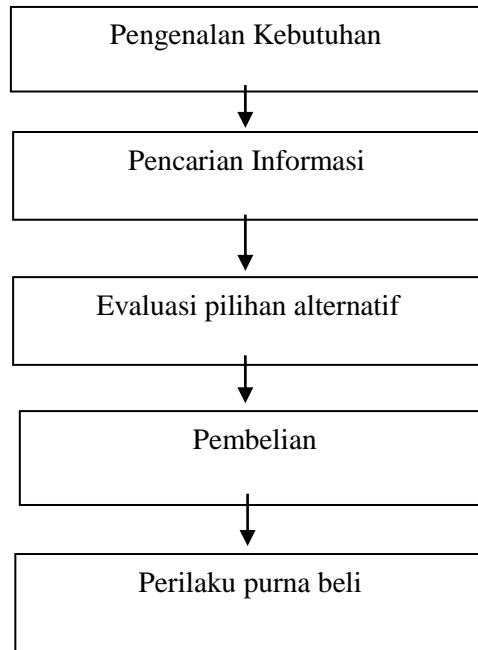 Pengenalan Kebutuhan
Pencarian Informasi
Evaluasi pilihan alternatif
Pembelian
Perilaku purna beli